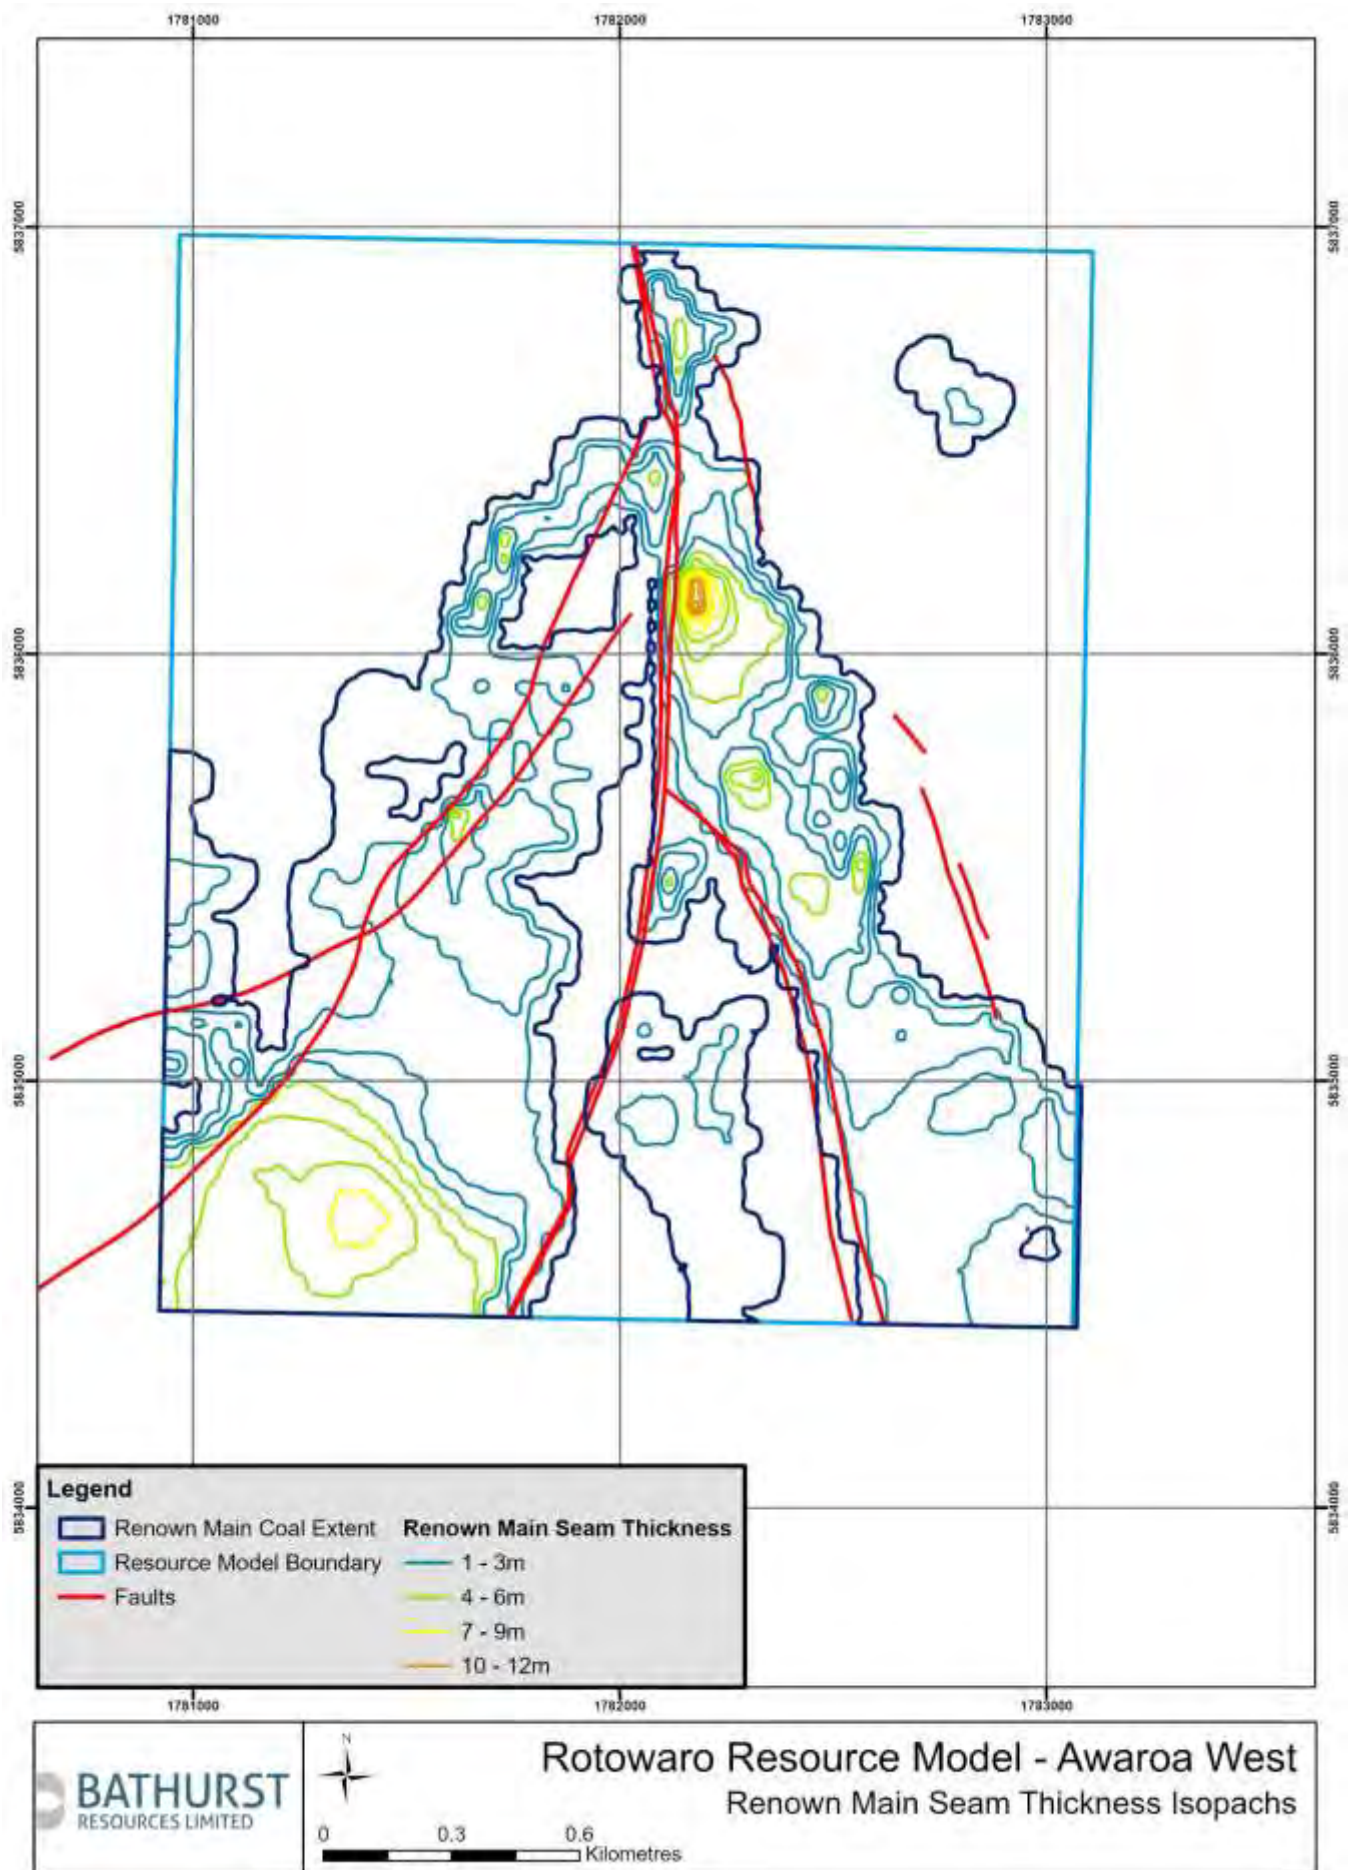 1781000 1782000 1783000
5837000 5837000
5836000 5836000
5835000 5835000
5834000 5834000
Legend
Renown Main Coal Extent
Resource Model Boundary
Faults
Renown Main Seam Thickness
1 - 3m
4 - 6m
7 - 9m
10 - 12m
1781000 1782000 1783000
BATHURST
RESOURCES LIMITED
N
0 0.3 0.6
Kilometres
Rotowaro Resource Model - Awaroa West
Renown Main Seam Thickness Isopachs